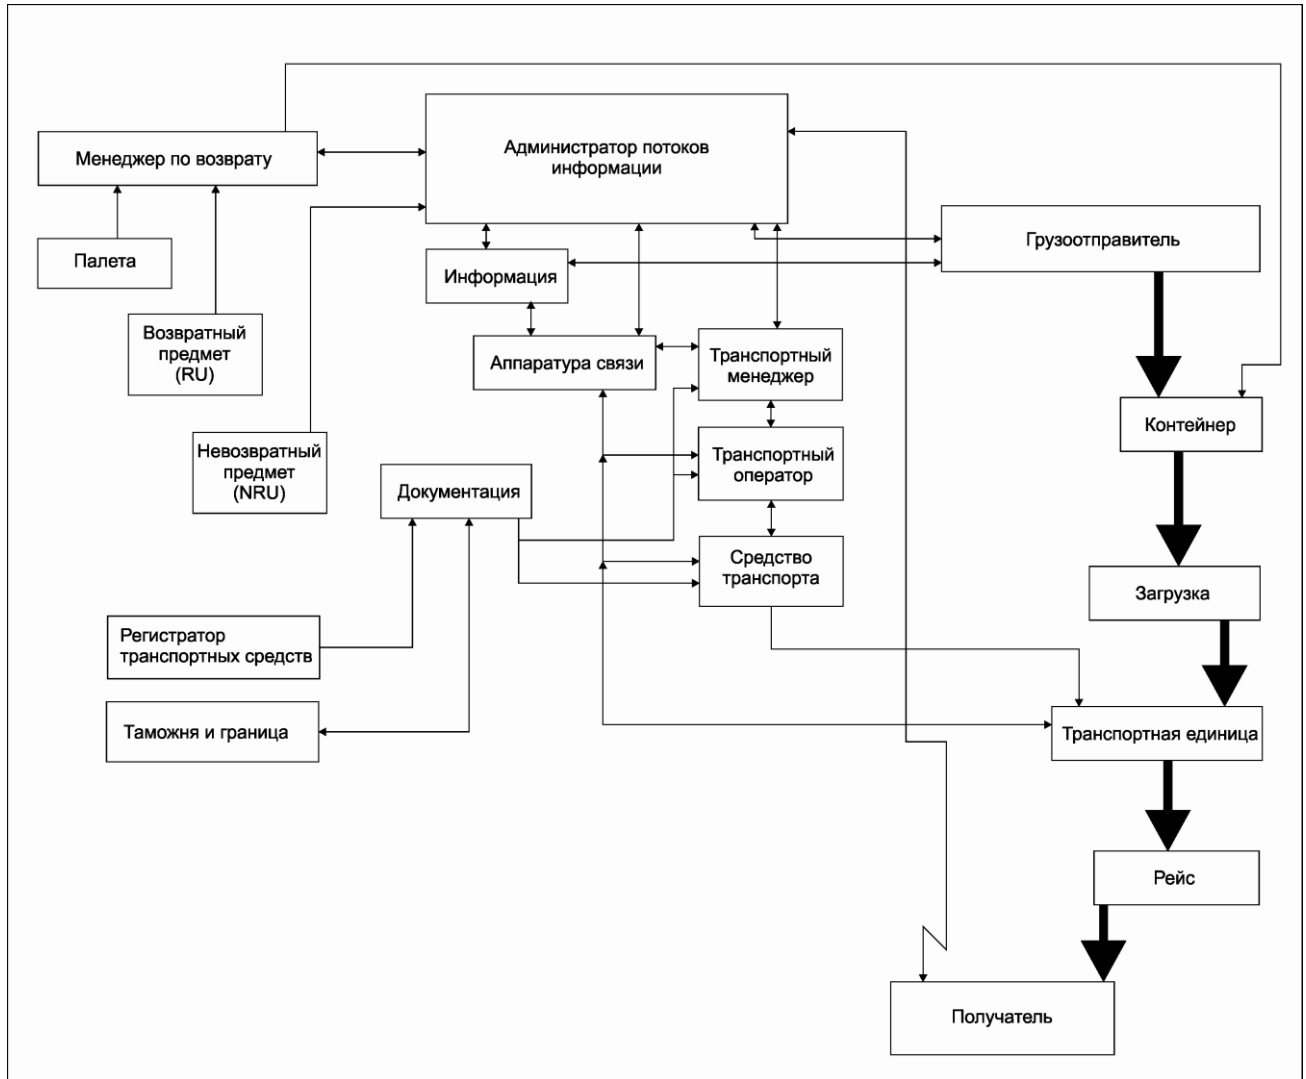 Менеджер по возврату
Администратор потоков
информации
Палета
Информация
Грузоотправитель
Возвратный
предмет
(RU)
Аппаратура связи
Транспортный
менеджер
Контейнер
Невозвратный
предмет
(NRU)
Документация
Транспортный
оператор
Средство
транспорта
Загрузка
Регистратор
транспортных средств
Таможня и граница
Транспортная единица
Рейс
Получатель